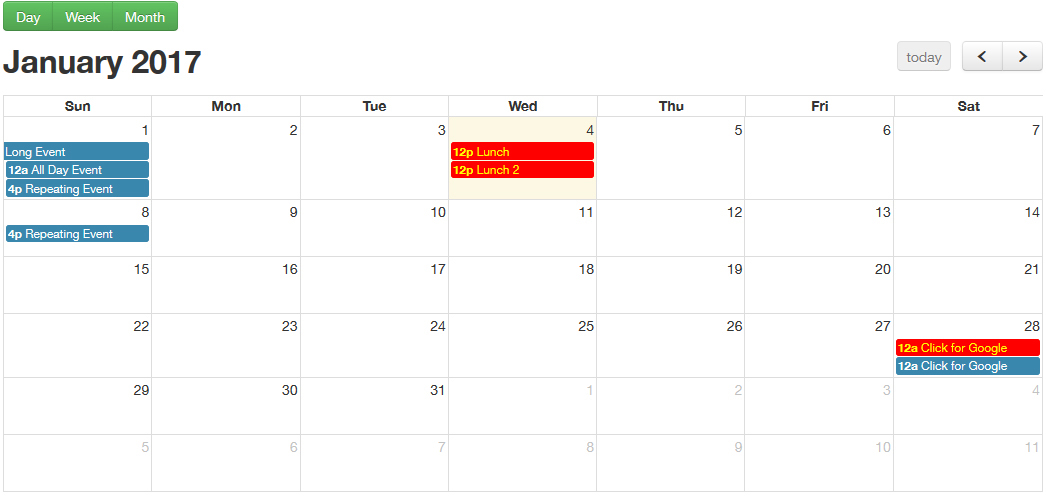 Day Week Month
January 2017
today
Sun Mon Tue Wed Thu Fri Sat
1 2 3 4 5 6 7
Long Event
12p Lunch
12a All Day Event
12p Lunch 2
4p Repeating Event
8 9 10 11 12 13 14
4p Repeating Event
15 16 17 18 19 20 21
22 23 24 25 26 27 28
12a Click for Google
12a Click for Google
29 30 31 1 2 3 4
5 6 7 8 9 10 11